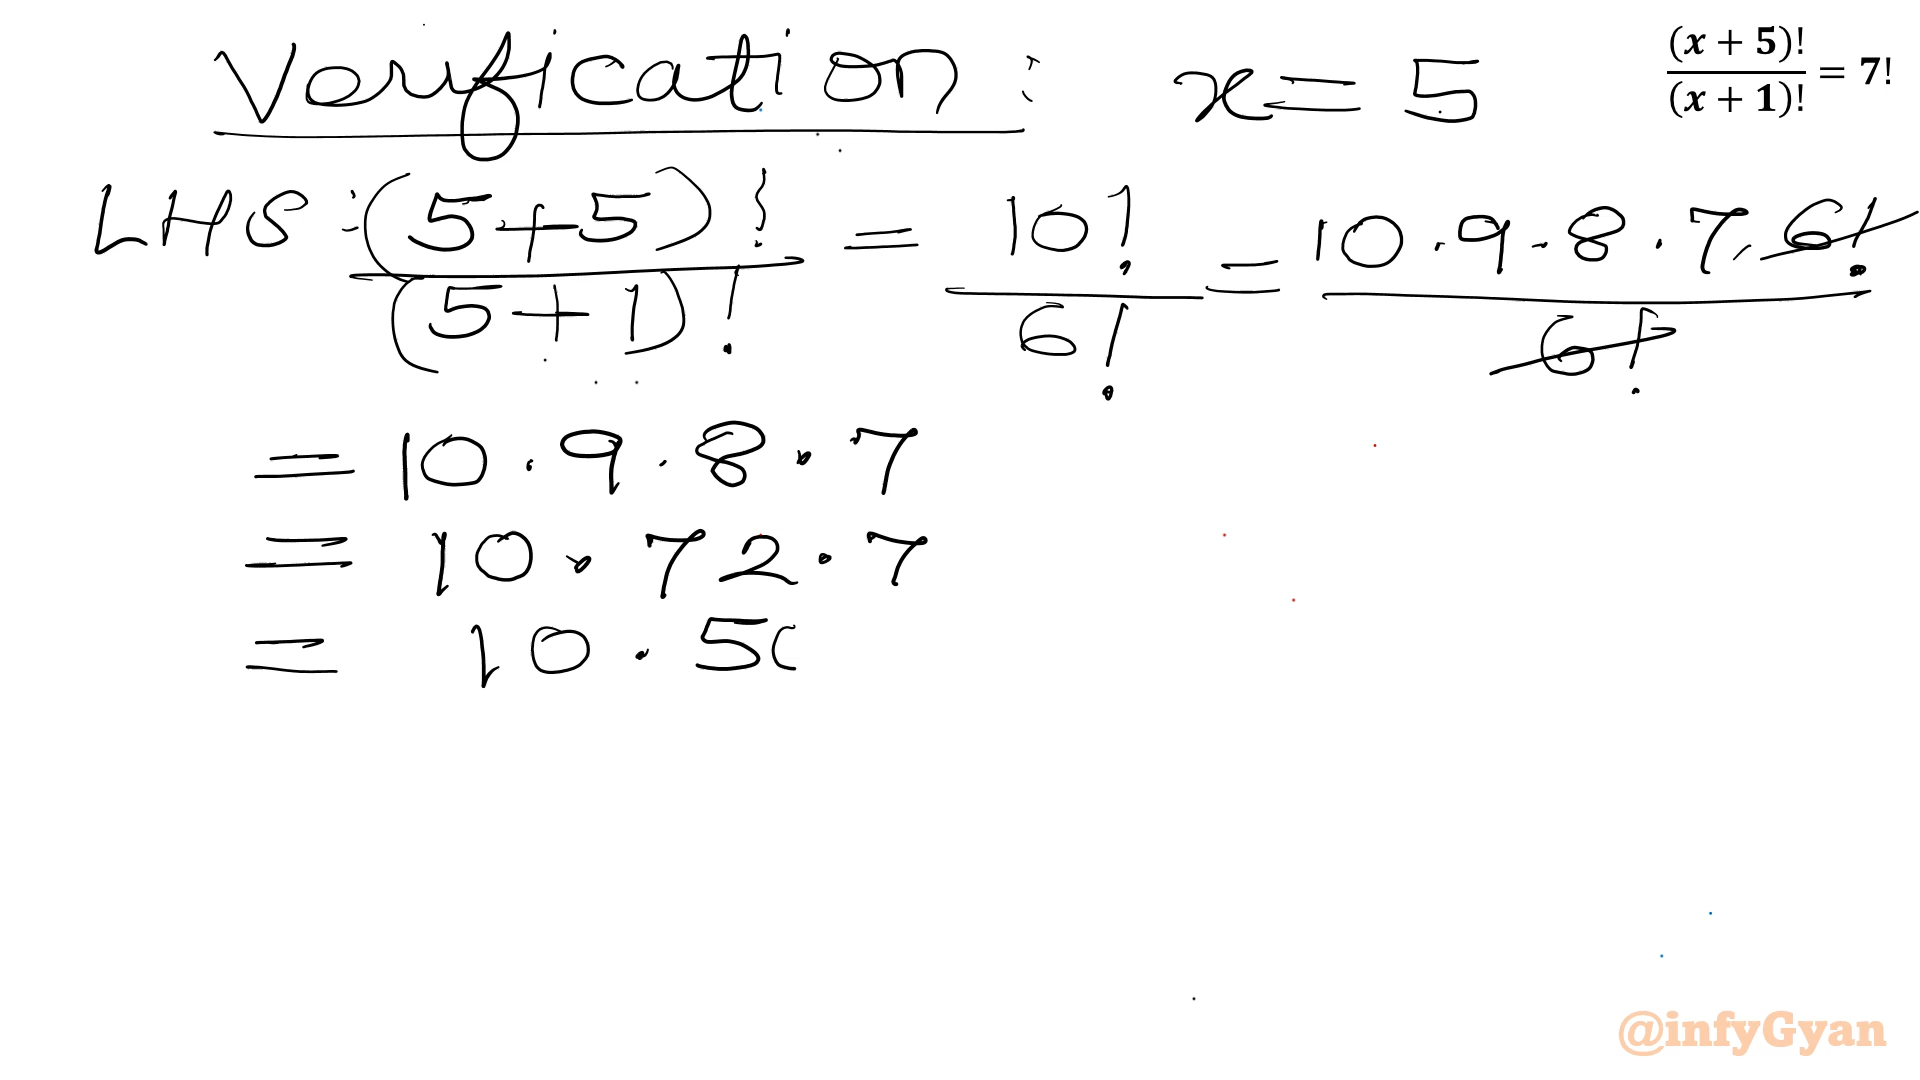 Verification: x = 5
(x + 5)! / (x + 1)! = 7!
LHS: (5+5)! / (5+1)! = 10! / 6! = 10 . 9 . 8 . 7 . 6! / 6!
= 10 . 9 . 8 . 7
= 10 . 72 . 7
= 10 . 50
@infyGyan